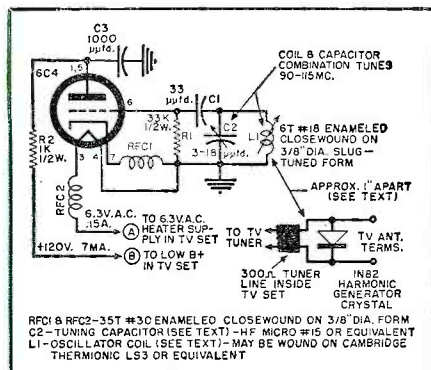 C3
1000
µµfd.
1,5
6C4
33
µµfd.
C1
COIL & CAPACITOR
COMBINATION TUNES
90-115MC.
6
33K
1/2W.
R1
C2
3-18 µµfd.
L1
6T #18 ENAMELED
CLOSEWOUND ON
3/8" DIA. SLUG-
TUNED FORM
R2
1K
1/2W.
3
4
7
RFC1
RFC2
APPROX. 1" APART
(SEE TEXT)
6.3V.A.C.
.15A.
A
TO 6.3V.A.C.
HEATER SUP-
PLY IN TV SET
+120V. 7MA.
B
TO LOW B+
IN TV SET
TO TV
TUNER
TV ANT.
TERMS.
300Ω TUNER
LINE INSIDE
TV SET
IN82
HARMONIC
GENERATOR
CRYSTAL
RFC1 & RFC2-35T #30 ENAMELED CLOSEWOUND ON 3/8" DIA. FORM
C2-TUNING CAPACITOR (SEE TEXT)-HF MICRO #15 OR EQUIVALENT
L1-OSCILLATOR COIL (SEE TEXT)-MAY BE WOUND ON CAMBRIDGE
THERMIONIC LS3 OR EQUIVALENT